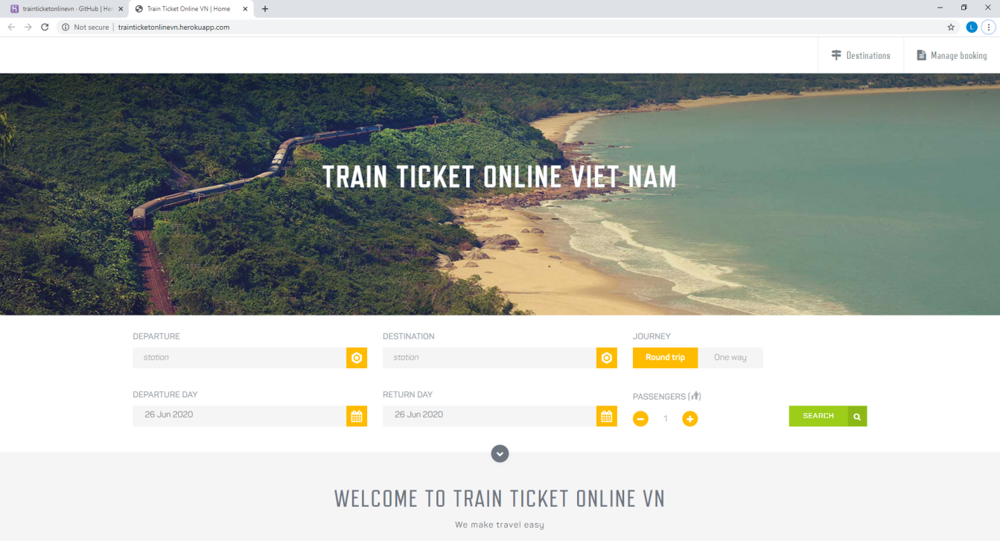 trainticketonlinevn · GitHub | Her
Train Ticket Online VN | Home
Not secure | trainticketonlinevn.herokuapp.com
L
Destinations
Manage booking
TRAIN TICKET ONLINE VIET NAM
DEPARTURE
DESTINATION
JOURNEY
station
station
Round trip
One way
DEPARTURE DAY
RETURN DAY
PASSENGERS ()
26 Jun 2020
26 Jun 2020
1
SEARCH
WELCOME TO TRAIN TICKET ONLINE VN
We make travel easy